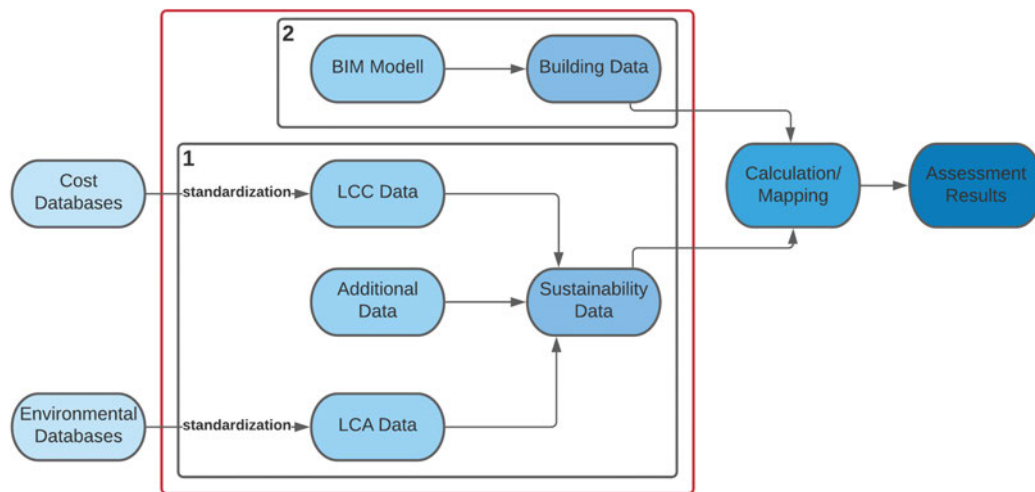 2
BIM Modell
Building Data
1
Cost
Databases
standardization
LCC Data
Calculation/
Mapping
Assessment
Results
Additional
Data
Sustainability
Data
Environmental
Databases
standardization
LCA Data